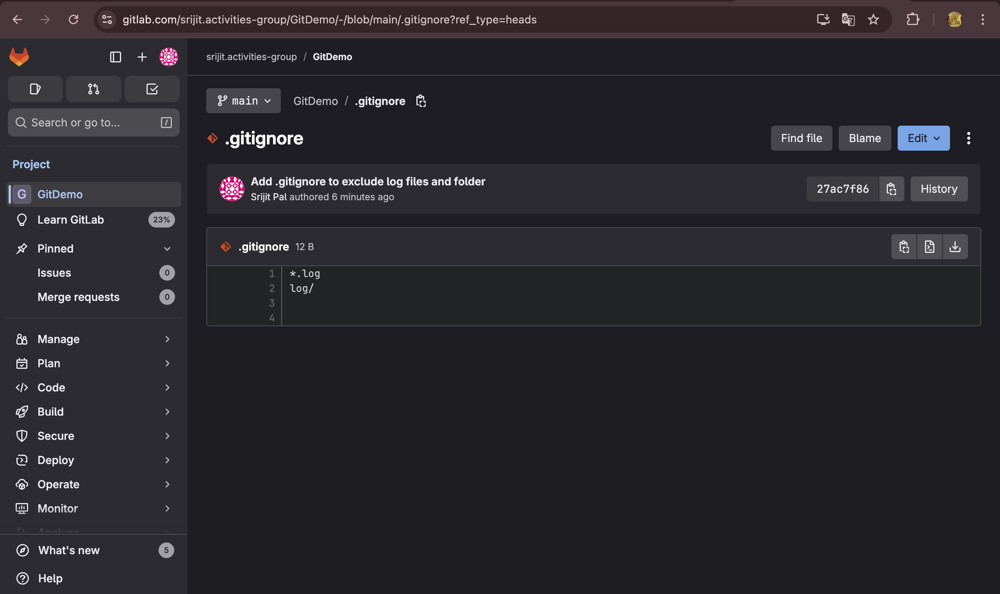 gitlab.com/srijit.activities-group/GitDemo/-/blob/main/.gitignore?ref_type=heads
srijit.activities-group / GitDemo
Search or go to... /
Project
G GitDemo
Learn GitLab 23%
Pinned
Issues 0
Merge requests 0
Manage
Plan
Code
Build
Secure
Deploy
Operate
Monitor
Analyze
What's new 5
Help
main
GitDemo / .gitignore
.gitignore
Find file
Blame
Edit
Add .gitignore to exclude log files and folder
Srijit Pal authored 6 minutes ago
27ac7f86
History
.gitignore 12 B
1 *.log
2 log/
3
4